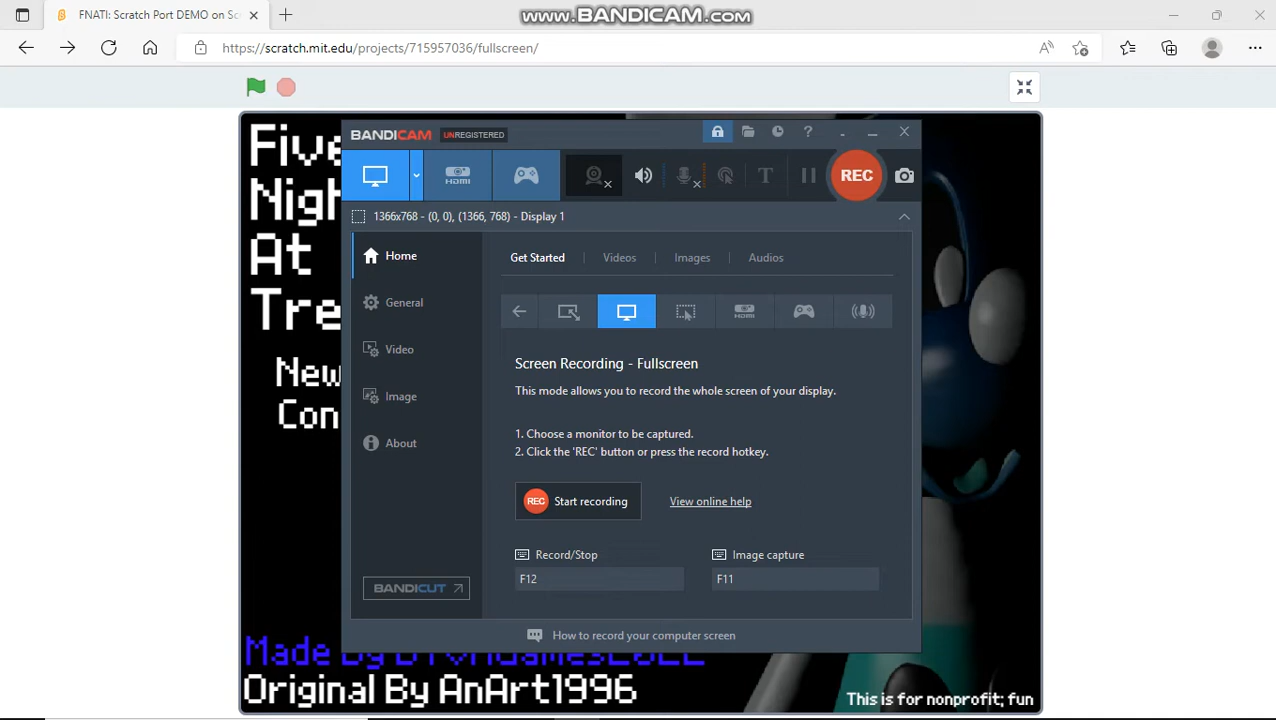 FNATI: Scratch Port DEMO on Sc
www.BANDICAM.com
https://scratch.mit.edu/projects/715957036/fullscreen/
Five
Nigh
At
Tre
New
Con
BANDICAM UNREGISTERED
HDMI
REC
1366x768 - (0, 0), (1366, 768) - Display 1
Home
General
Video
Image
About
BANDICUT
Get Started
Videos
Images
Audios
HDMI
Screen Recording - Fullscreen
This mode allows you to record the whole screen of your display.
1. Choose a monitor to be captured.
2. Click the 'REC' button or press the record hotkey.
REC Start recording
View online help
Record/Stop
Image capture
F12
F11
How to record your computer screen
Made By
Original By AnArt1996
This is for nonprofit; fun